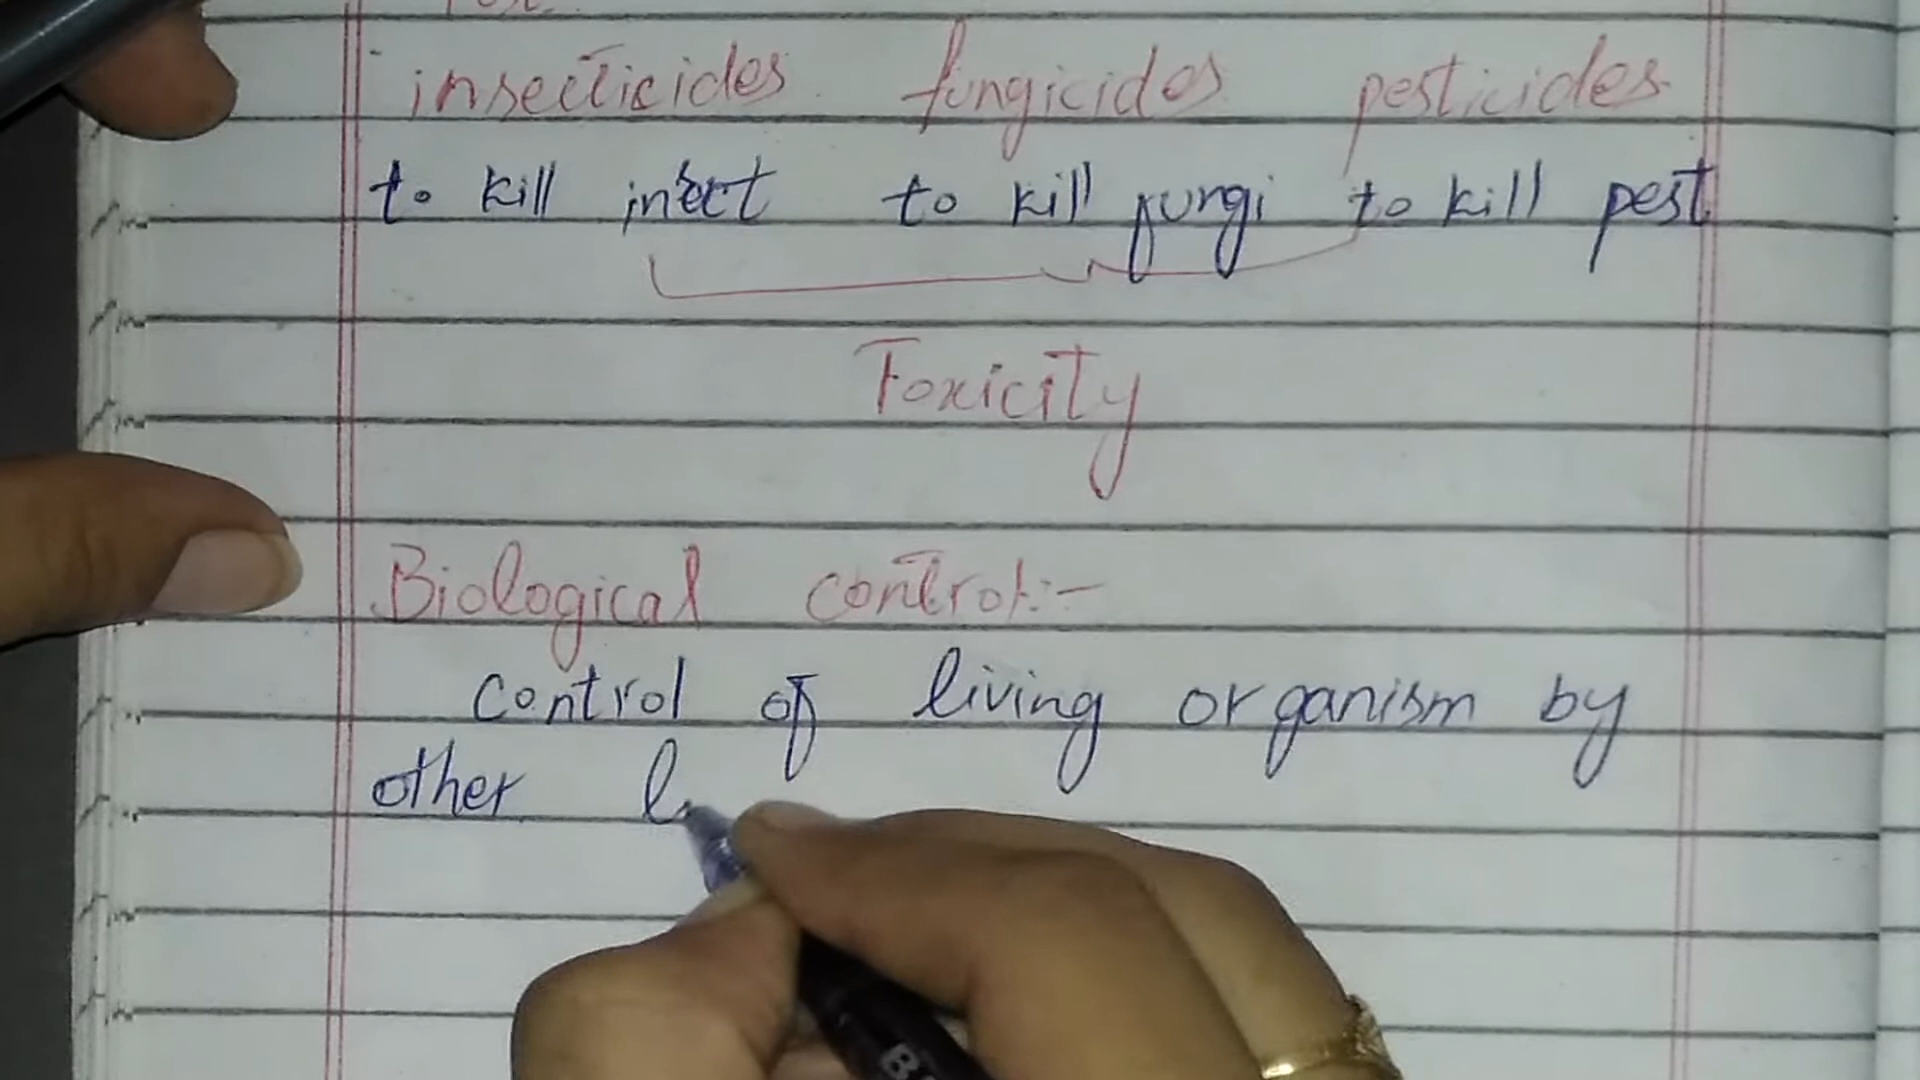 insecticides fungicides pesticides
to kill insect to kill fungi to kill pest
Toxicity
Biological control:-
control of living organism by
other